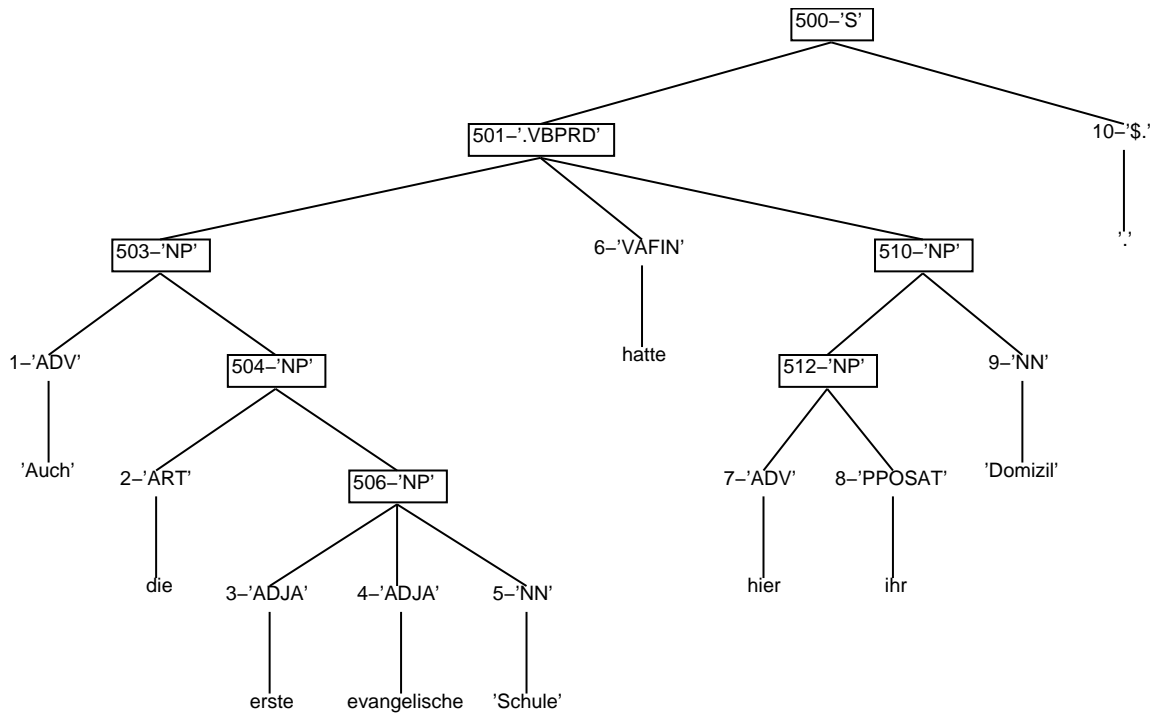 500–’S’
501–’.VBPRD’
10–’$.’
503–’NP’
6–’VAFIN’
510–’NP’
’.’
1–’ADV’
504–’NP’
hatte
512–’NP’
9–’NN’
’Auch’
2–’ART’
506–’NP’
7–’ADV’
8–’PPOSAT’
’Domizil’
die
3–’ADJA’
4–’ADJA’
5–’NN’
hier
ihr
erste
evangelische
’Schule’